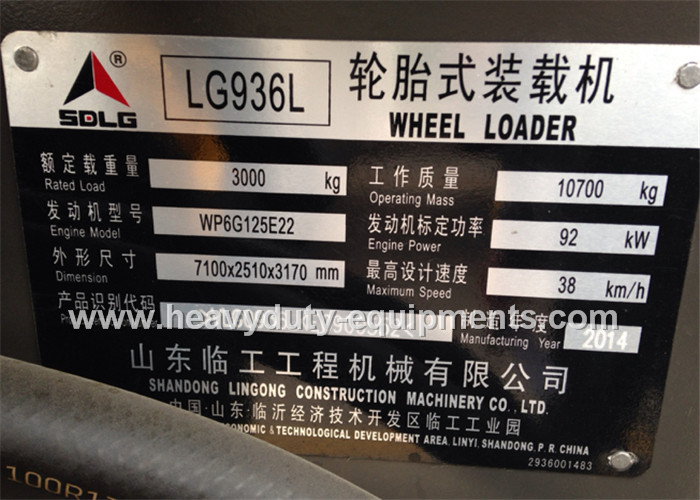 ®
SDLG
LG936L
轮胎式装载机
WHEEL LOADER
额定载重量 3000 kg
Rated Load
工作质量 10700 kg
Operating Mass
发动机型号 WP6G125E22
Engine Model
发动机标定功率 92 kW
Engine Power
外形尺寸 7100x2510x3170 mm
Dimension
最高设计速度 38 km/h
Maximum Speed
产品识别代码
年度 2014
Manufacturing Year
www.heavyduty-equipments.com
山东临工工程机械有限公司
SHANDONG LINGONG CONSTRUCTION MACHINERY CO., LTD.
中国·山东·临沂经济技术开发区临工工业园
& TECHNOLOGICAL DEVELOPMENT AREA, LINYI, SHANDONG, P. R. CHINA
2936001483